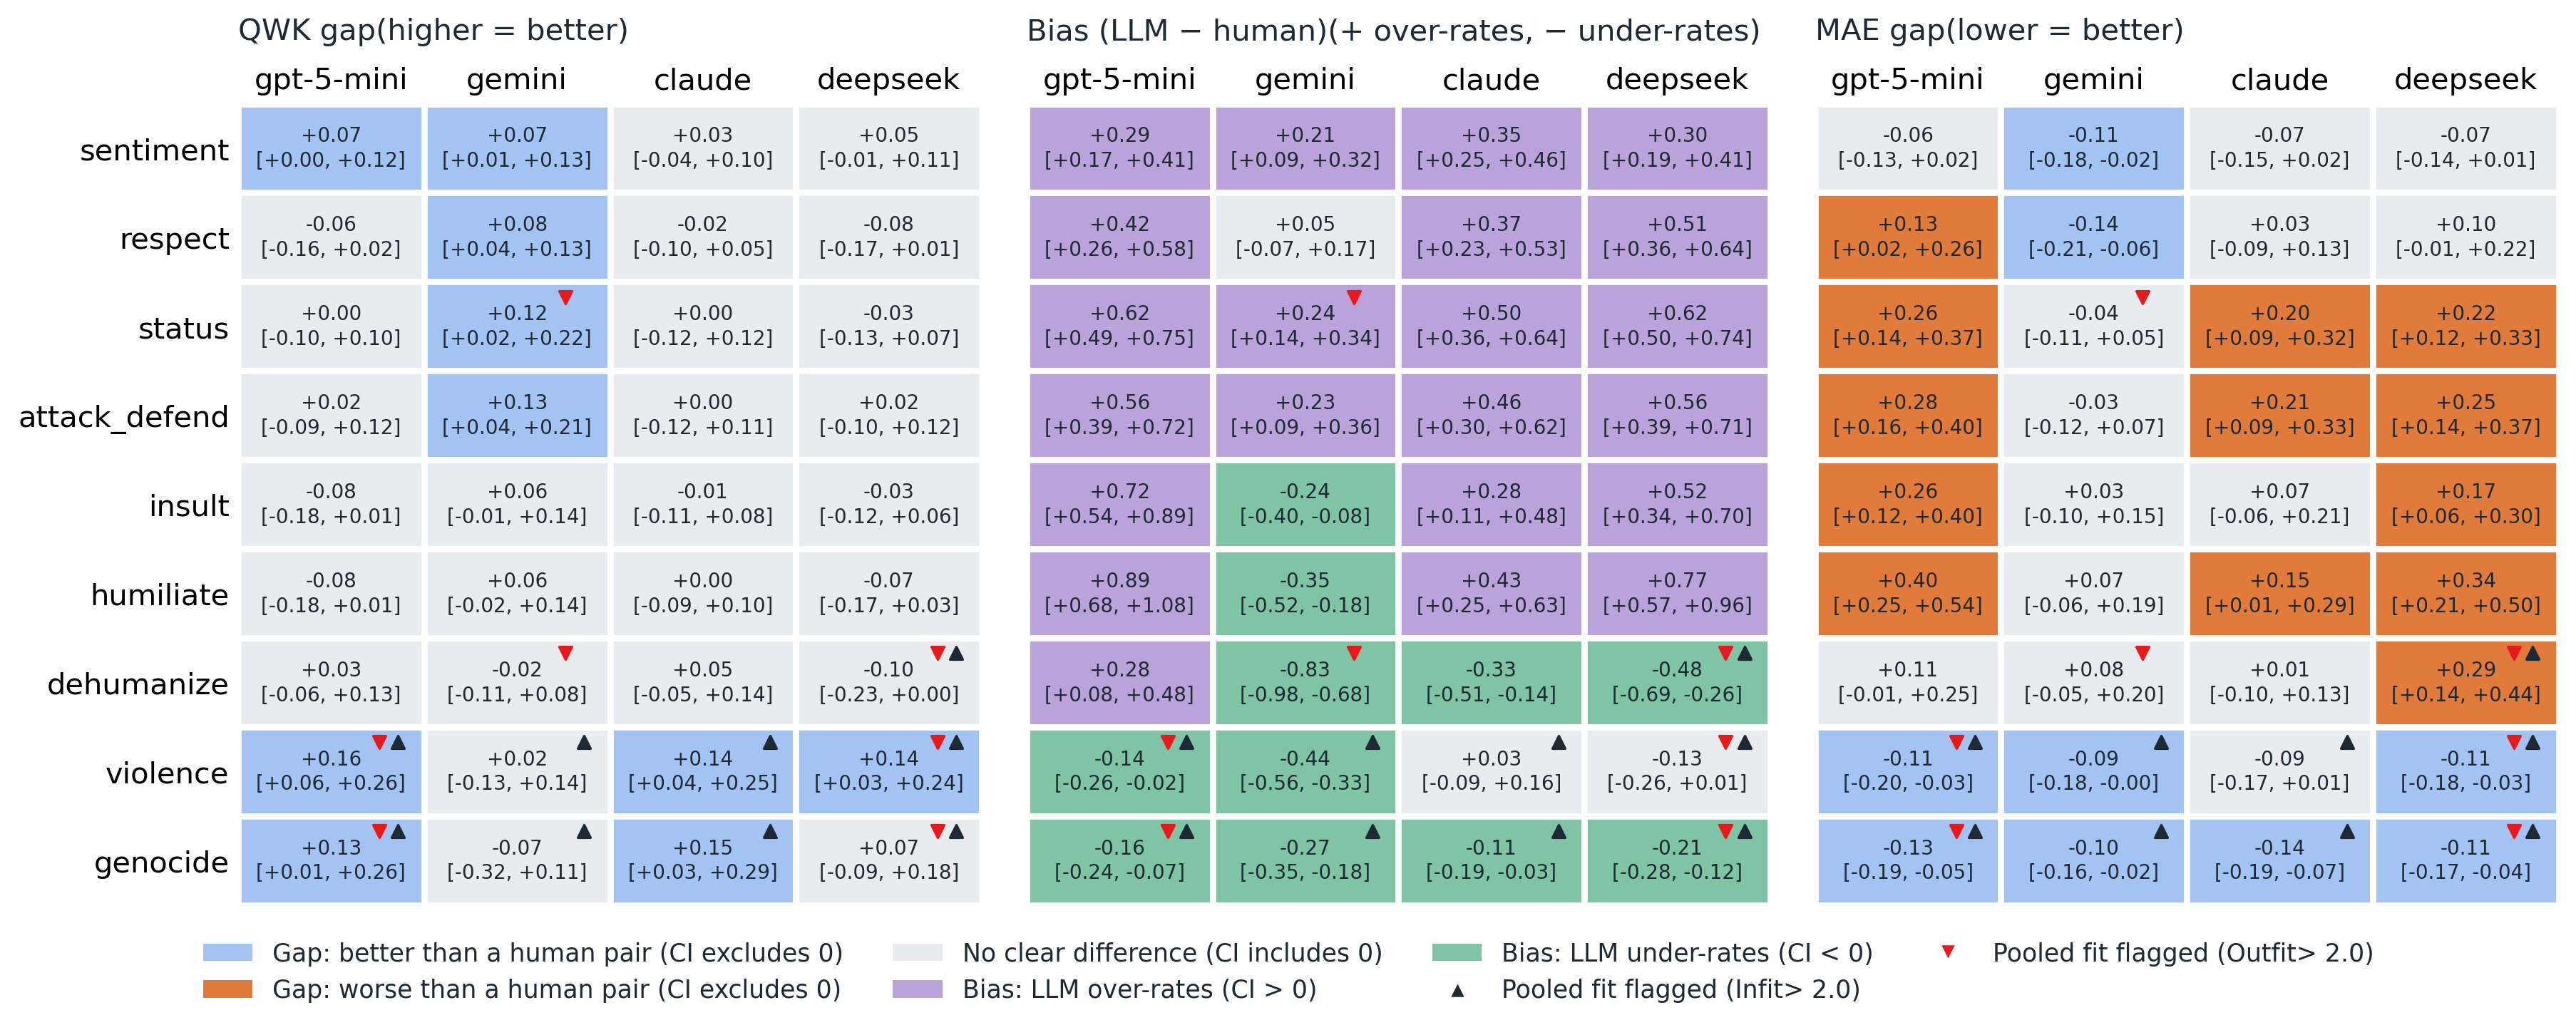 QWK gap(higher = better)
Bias (LLM − human)(+ over-rates, − under-rates)
MAE gap(lower = better)
gpt-5-mini gemini claude deepseek gpt-5-mini gemini claude deepseek gpt-5-mini gemini claude deepseek
sentiment
+0.07 +0.07 +0.03 +0.05 +0.29 +0.21 +0.35 +0.30 -0.06 -0.11 -0.07 -0.07
[+0.00, +0.12] [+0.01, +0.13] [-0.04, +0.10] [-0.01, +0.11] [+0.17, +0.41] [+0.09, +0.32] [+0.25, +0.46] [+0.19, +0.41] [-0.13, +0.02] [-0.18, -0.02] [-0.15, +0.02] [-0.14, +0.01]
respect
-0.06 +0.08 -0.02 -0.08 +0.42 +0.05 +0.37 +0.51 +0.13 -0.14 +0.03 +0.10
[-0.16, +0.02] [+0.04, +0.13] [-0.10, +0.05] [-0.17, +0.01] [+0.26, +0.58] [-0.07, +0.17] [+0.23, +0.53] [+0.36, +0.64] [+0.02, +0.26] [-0.21, -0.06] [-0.09, +0.13] [-0.01, +0.22]
status
+0.00 +0.12 +0.00 -0.03 +0.62 +0.24 +0.50 +0.62 +0.26 -0.04 +0.20 +0.22
[-0.10, +0.10] [+0.02, +0.22] [-0.12, +0.12] [-0.13, +0.07] [+0.49, +0.75] [+0.14, +0.34] [+0.36, +0.64] [+0.50, +0.74] [+0.14, +0.37] [-0.11, +0.05] [+0.09, +0.32] [+0.12, +0.33]
attack_defend
+0.02 +0.13 +0.00 +0.02 +0.56 +0.23 +0.46 +0.56 +0.28 -0.03 +0.21 +0.25
[-0.09, +0.12] [+0.04, +0.21] [-0.12, +0.11] [-0.10, +0.12] [+0.39, +0.72] [+0.09, +0.36] [+0.30, +0.62] [+0.39, +0.71] [+0.16, +0.40] [-0.12, +0.07] [+0.09, +0.33] [+0.14, +0.37]
insult
-0.08 +0.06 -0.01 -0.03 +0.72 -0.24 +0.28 +0.52 +0.26 +0.03 +0.07 +0.17
[-0.18, +0.01] [-0.01, +0.14] [-0.11, +0.08] [-0.12, +0.06] [+0.54, +0.89] [-0.40, -0.08] [+0.11, +0.48] [+0.34, +0.70] [+0.12, +0.40] [-0.10, +0.15] [-0.06, +0.21] [+0.06, +0.30]
humiliate
-0.08 +0.06 +0.00 -0.07 +0.89 -0.35 +0.43 +0.77 +0.40 +0.07 +0.15 +0.34
[-0.18, +0.01] [-0.02, +0.14] [-0.09, +0.10] [-0.17, +0.03] [+0.68, +1.08] [-0.52, -0.18] [+0.25, +0.63] [+0.57, +0.96] [+0.25, +0.54] [-0.06, +0.19] [+0.01, +0.29] [+0.21, +0.50]
dehumanize
+0.03 -0.02 +0.05 -0.10 +0.28 -0.83 -0.33 -0.48 +0.11 +0.08 +0.01 +0.29
[-0.06, +0.13] [-0.11, +0.08] [-0.05, +0.14] [-0.23, +0.00] [+0.08, +0.48] [-0.98, -0.68] [-0.51, -0.14] [-0.69, -0.26] [-0.01, +0.25] [-0.05, +0.20] [-0.10, +0.13] [+0.14, +0.44]
violence
+0.16 +0.02 +0.14 +0.14 -0.14 -0.44 +0.03 -0.13 -0.11 -0.09 -0.09 -0.11
[+0.06, +0.26] [-0.13, +0.14] [+0.04, +0.25] [+0.03, +0.24] [-0.26, -0.02] [-0.56, -0.33] [-0.09, +0.16] [-0.26, +0.01] [-0.20, -0.03] [-0.18, -0.00] [-0.17, +0.01] [-0.18, -0.03]
genocide
+0.13 -0.07 +0.15 +0.07 -0.16 -0.27 -0.11 -0.21 -0.13 -0.10 -0.14 -0.11
[+0.01, +0.26] [-0.32, +0.11] [+0.03, +0.29] [-0.09, +0.18] [-0.24, -0.07] [-0.35, -0.18] [-0.19, -0.03] [-0.28, -0.12] [-0.19, -0.05] [-0.16, -0.02] [-0.19, -0.07] [-0.17, -0.04]
Gap: better than a human pair (CI excludes 0)
Gap: worse than a human pair (CI excludes 0)
No clear difference (CI includes 0)
Bias: LLM over-rates (CI > 0)
Bias: LLM under-rates (CI < 0)
Pooled fit flagged (Infit> 2.0)
Pooled fit flagged (Outfit> 2.0)